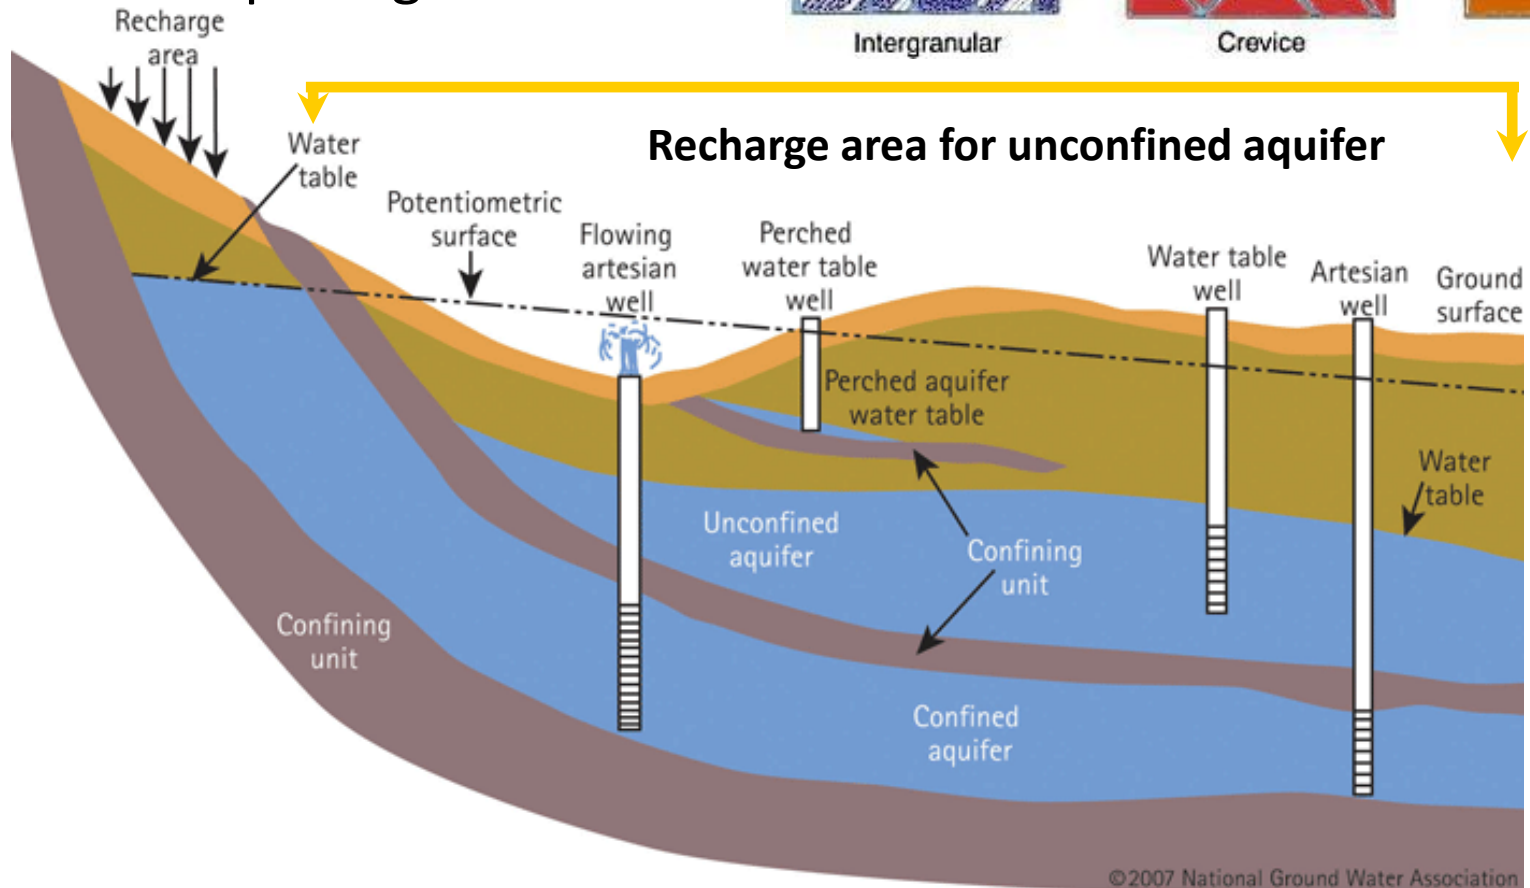 Intergranular
Crevice
Recharge
area
Recharge area for unconfined aquifer
Water
table
Potentiometric
surface
Flowing
artesian
well
Perched
water table
well
Water table
well
Artesian
well
Ground
surface
Perched aquifer
water table
Water
table
Unconfined
aquifer
Confining
unit
Confining
unit
Confined
aquifer
©2007 National Ground Water Association